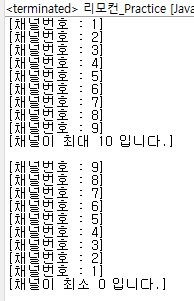 <terminated> 리모컨_Practice [Java
[채널번호 : 1]
[채널번호 : 2]
[채널번호 : 3]
[채널번호 : 4]
[채널번호 : 5]
[채널번호 : 6]
[채널번호 : 7]
[채널번호 : 8]
[채널번호 : 9]
[채널이 최대 10 입니다.]
[채널번호 : 9]
[채널번호 : 8]
[채널번호 : 7]
[채널번호 : 6]
[채널번호 : 5]
[채널번호 : 4]
[채널번호 : 3]
[채널번호 : 2]
[채널번호 : 1]
[채널이 최소 0 입니다.]